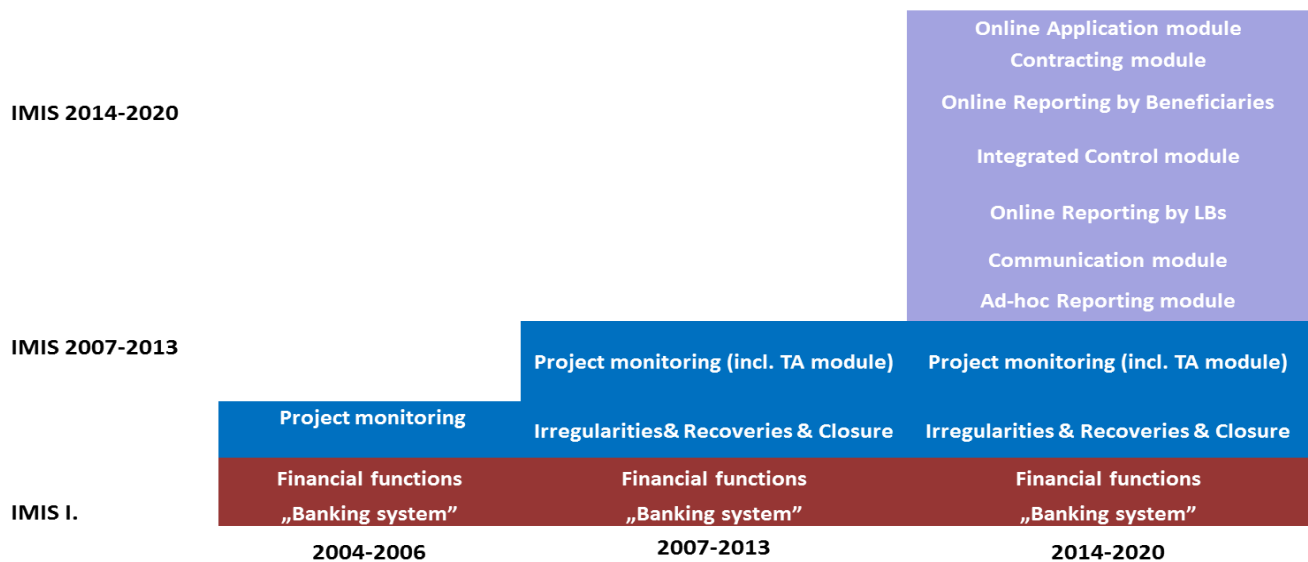 Online Application module
Contracting module
IMIS 2014-2020
Online Reporting by Beneficiaries
Integrated Control module
Online Reporting by LBs
Communication module
Ad-hoc Reporting module
IMIS 2007-2013
Project monitoring (incl. TA module)
Project monitoring (incl. TA module)
Project monitoring
Irregularities& Recoveries & Closure
Irregularities & Recoveries & Closure
Financial functions
Financial functions
Financial functions
IMIS I.
„Banking system”
„Banking system”
„Banking system”
2004-2006
2007-2013
2014-2020